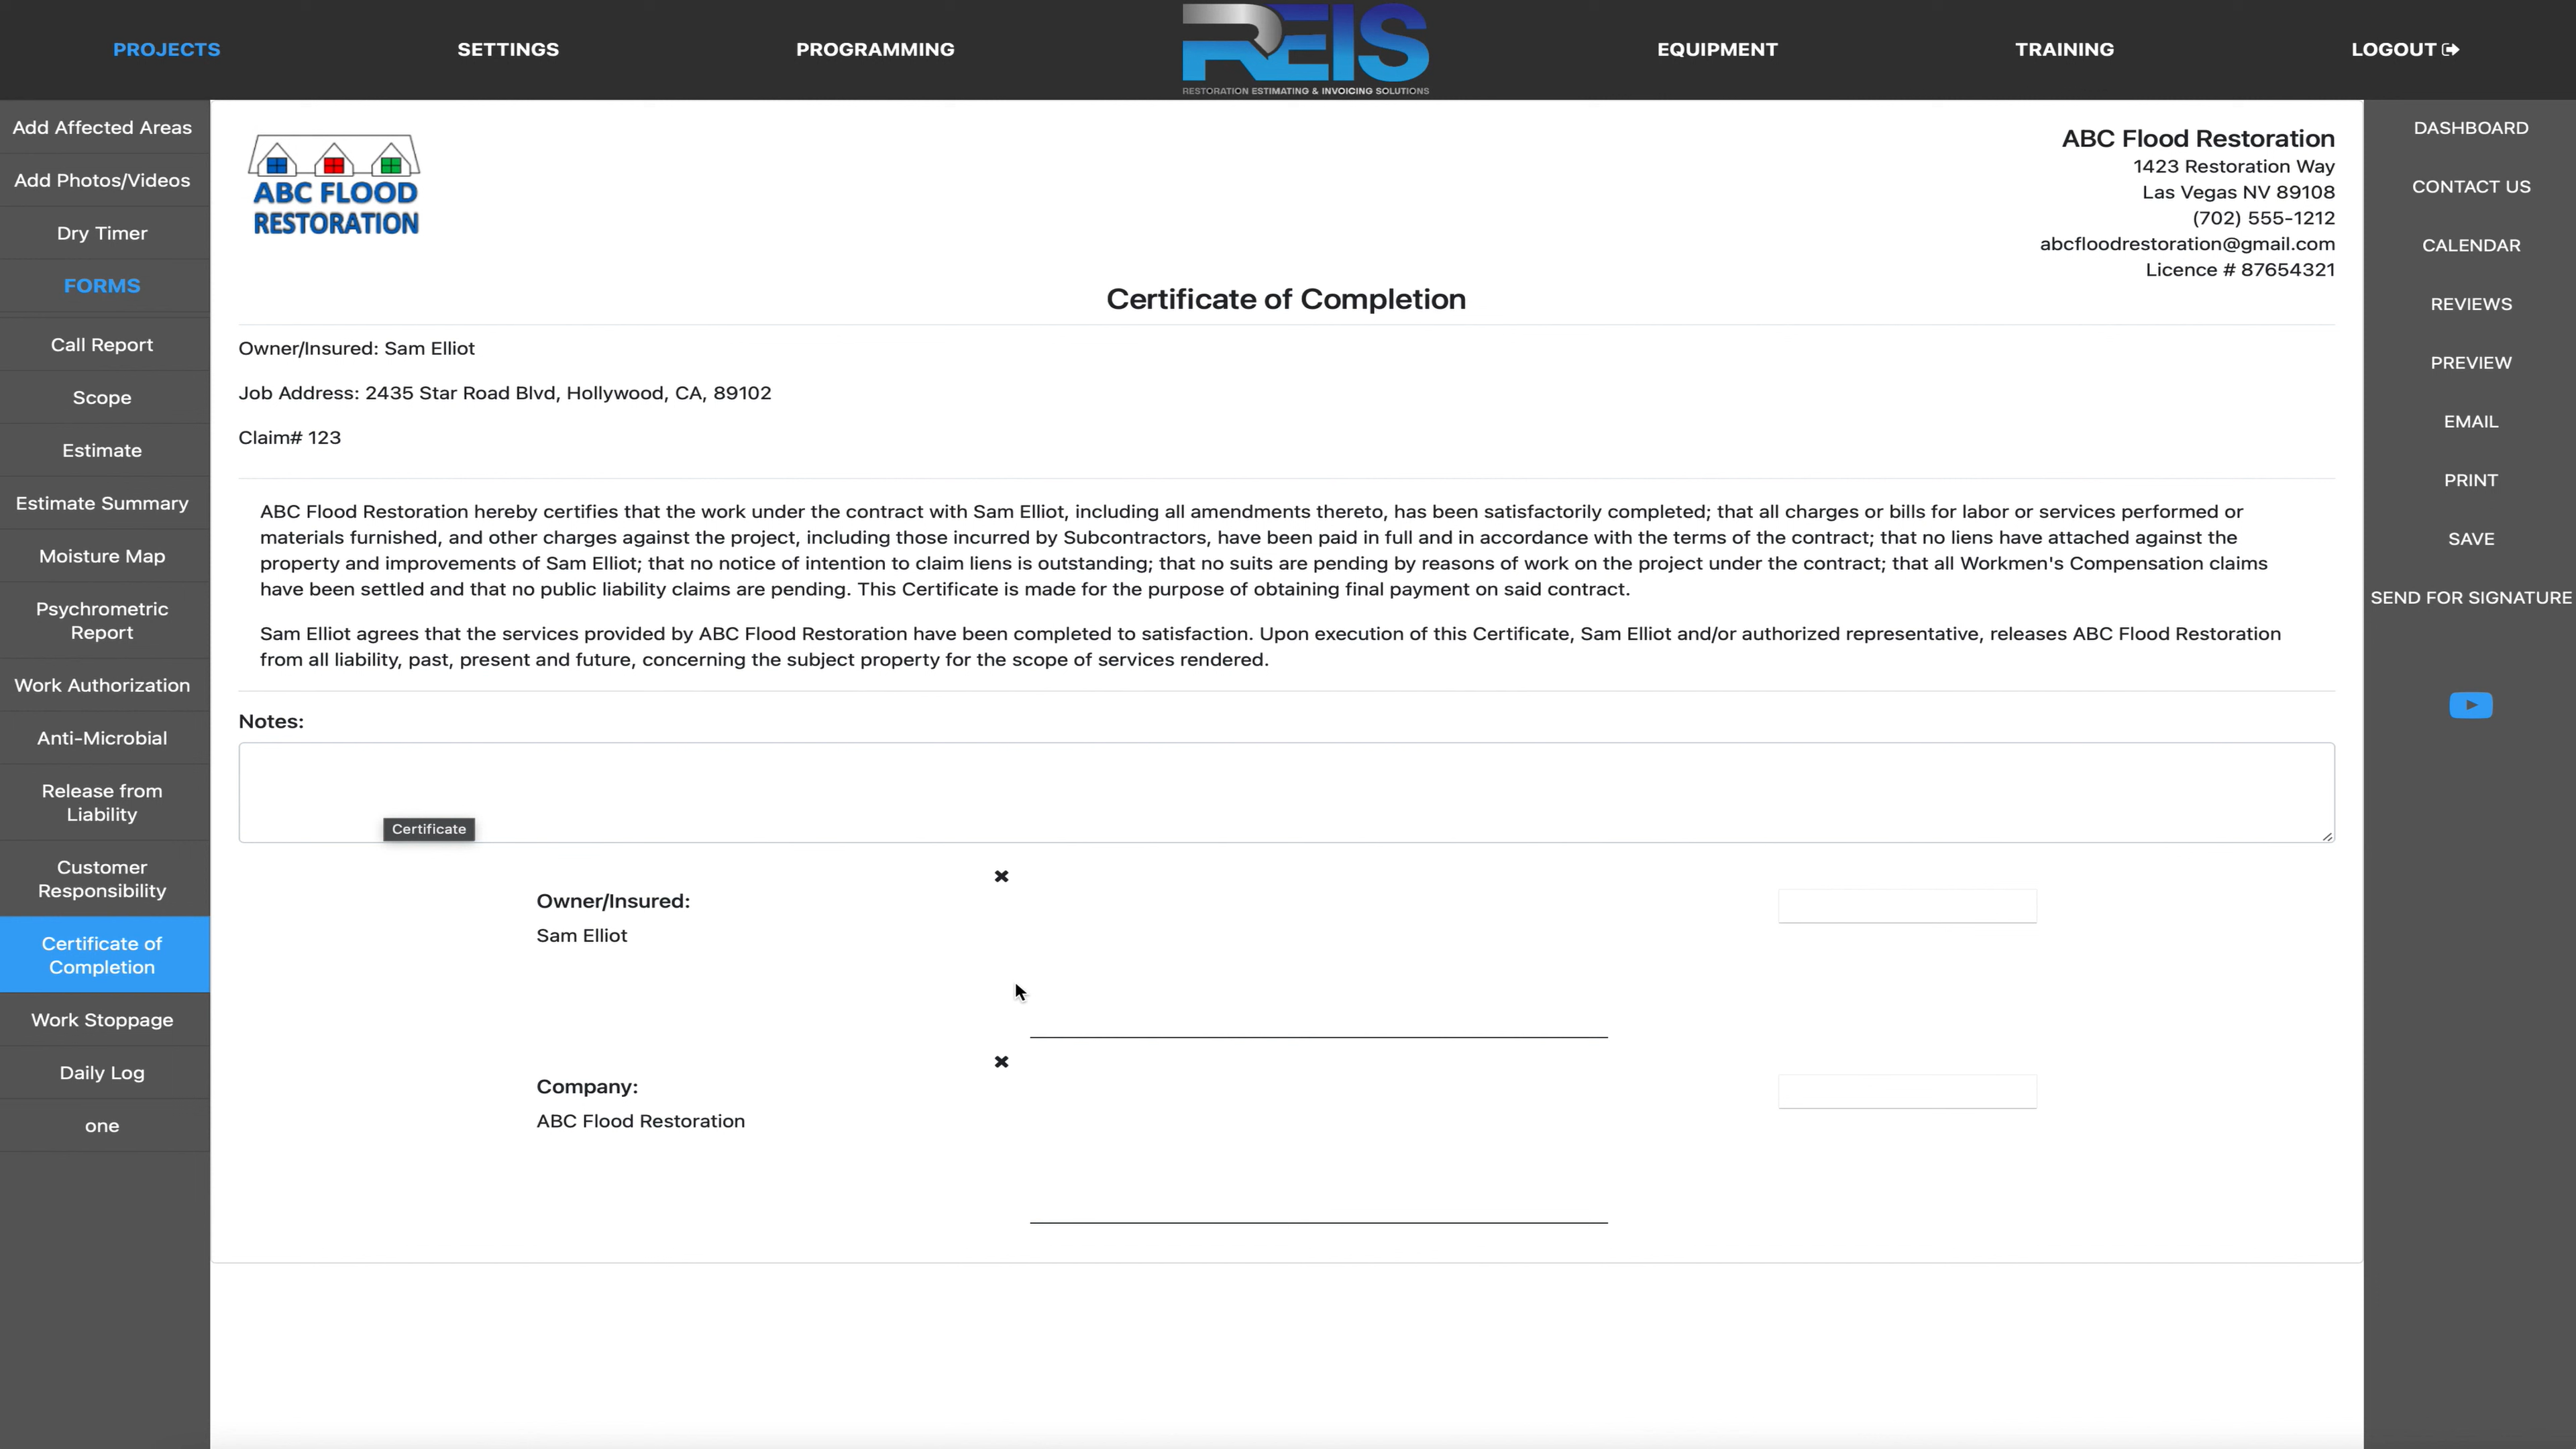 PROJECTS
SETTINGS
PROGRAMMING
REIS
RESTORATION ESTIMATING & INVOICING SOLUTIONS
EQUIPMENT
TRAINING
LOGOUT
Add Affected Areas
Add Photos/Videos
Dry Timer
FORMS
Call Report
Scope
Estimate
Estimate Summary
Moisture Map
Psychrometric
Report
Work Authorization
Anti-Microbial
Release from
Liability
Customer
Responsibility
Certificate of
Completion
Work Stoppage
Daily Log
one
ABC FLOOD
RESTORATION
ABC Flood Restoration
1423 Restoration Way
Las Vegas NV 89108
(702) 555-1212
abcfloodrestoration@gmail.com
Licence # 87654321
Certificate of Completion
Owner/Insured: Sam Elliot
Job Address: 2435 Star Road Blvd, Hollywood, CA, 89102
Claim# 123
ABC Flood Restoration hereby certifies that the work under the contract with Sam Elliot, including all amendments thereto, has been satisfactorily completed; that all charges or bills for labor or services performed or
materials furnished, and other charges against the project, including those incurred by Subcontractors, have been paid in full and in accordance with the terms of the contract; that no liens have attached against the
property and improvements of Sam Elliot; that no notice of intention to claim liens is outstanding; that no suits are pending by reasons of work on the project under the contract; that all Workmen's Compensation claims
have been settled and that no public liability claims are pending. This Certificate is made for the purpose of obtaining final payment on said contract.
Sam Elliot agrees that the services provided by ABC Flood Restoration have been completed to satisfaction. Upon execution of this Certificate, Sam Elliot and/or authorized representative, releases ABC Flood Restoration
from all liability, past, present and future, concerning the subject property for the scope of services rendered.
Notes:
Certificate
Owner/Insured:
Sam Elliot
Company:
ABC Flood Restoration
DASHBOARD
CONTACT US
CALENDAR
REVIEWS
PREVIEW
EMAIL
PRINT
SAVE
SEND FOR SIGNATURE